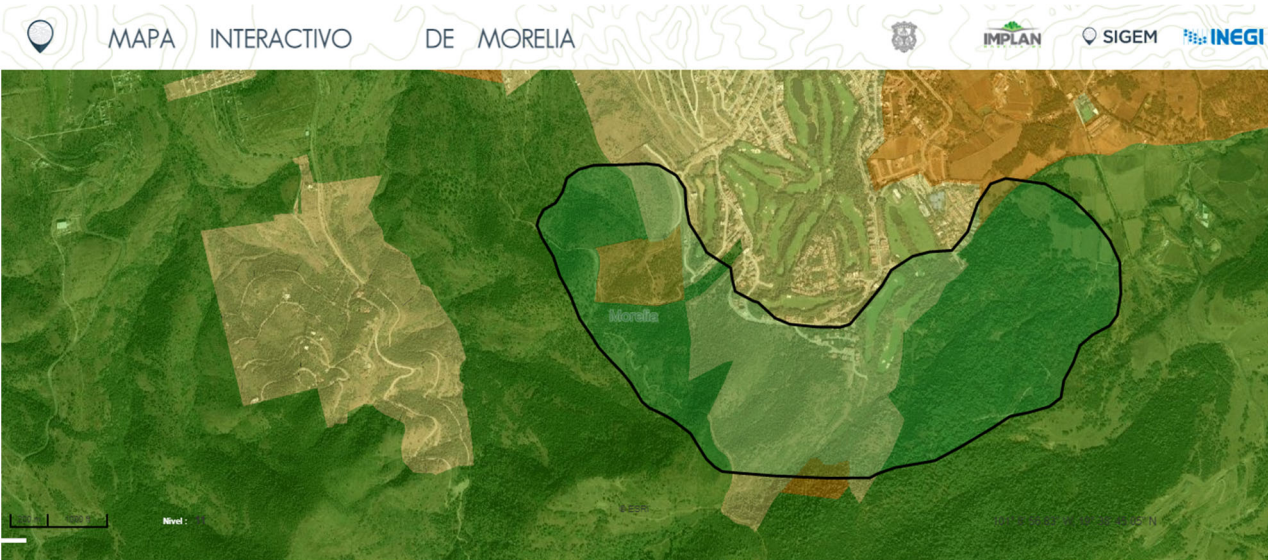 MAPA INTERACTIVO DE MORELIA
IMPLAN
SIGEM
INEGI
Morelia
Nivel :